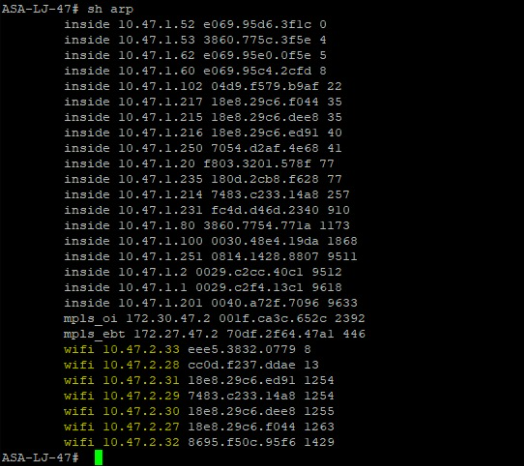 ASA-LJ-47# sh arp
inside 10.47.1.52 e069.95d6.3f1c 0
inside 10.47.1.53 3860.775c.3f5e 4
inside 10.47.1.62 e069.95e0.0f5e 5
inside 10.47.1.60 e069.95c4.2cfd 8
inside 10.47.1.102 04d9.f579.b9af 22
inside 10.47.1.217 18e8.29c6.f044 35
inside 10.47.1.215 18e8.29c6.dee8 35
inside 10.47.1.216 18e8.29c6.ed91 40
inside 10.47.1.250 7054.d2af.4e68 41
inside 10.47.1.20 f803.3201.578f 77
inside 10.47.1.235 180d.2cb8.f628 77
inside 10.47.1.214 7483.c233.14a8 257
inside 10.47.1.231 fc4d.d46d.2340 910
inside 10.47.1.80 3860.7754.771a 1173
inside 10.47.1.100 0030.48e4.19da 1868
inside 10.47.1.251 0814.1428.8807 9511
inside 10.47.1.2 0029.c2cc.40c1 9512
inside 10.47.1.1 0029.c2f4.13c1 9618
inside 10.47.1.201 0040.a72f.7096 9633
mpls_oi 172.30.47.2 001f.ca3c.652c 2392
mpls_ebt 172.27.47.2 70df.2f64.47a1 446
wifi 10.47.2.33 eee5.3832.0779 8
wifi 10.47.2.28 cc0d.f237.ddae 13
wifi 10.47.2.31 18e8.29c6.ed91 1254
wifi 10.47.2.29 7483.c233.14a8 1254
wifi 10.47.2.30 18e8.29c6.dee8 1255
wifi 10.47.2.27 18e8.29c6.f044 1263
wifi 10.47.2.32 8695.f50c.95f6 1429
ASA-LJ-47#